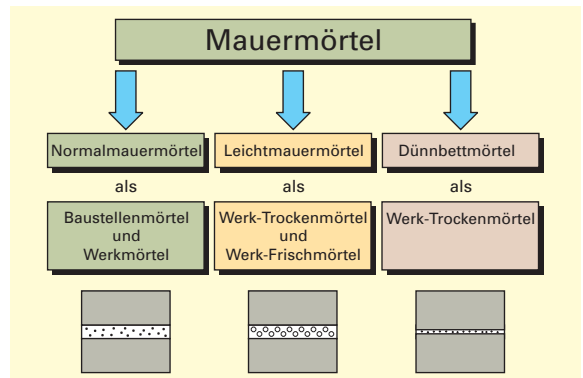 Mauermörtel
Normalmauermörtel
Leichtmauermörtel
Dünnbettmörtel
als
als
als
Baustellenmörtel
und
Werkmörtel
Werk-Trockenmörtel
und
Werk-Frischmörtel
Werk-Trockenmörtel